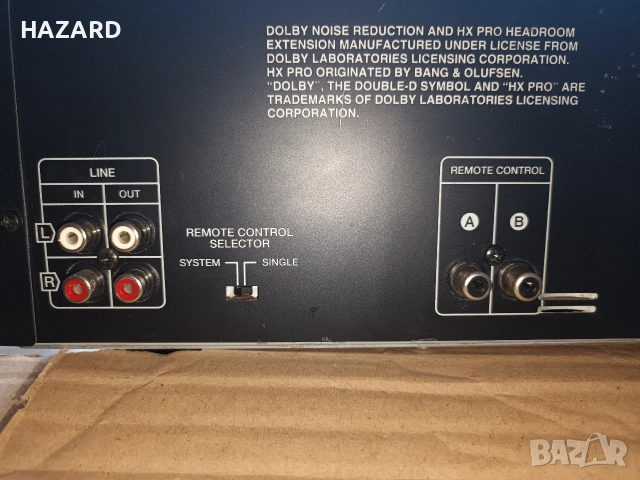 HAZARD
DOLBY NOISE REDUCTION AND HX PRO HEADROOM
EXTENSION MANUFACTURED UNDER LICENSE FROM
DOLBY LABORATORIES LICENSING CORPORATION.
HX PRO ORIGINATED BY BANG & OLUFSEN.
"DOLBY", THE DOUBLE-D SYMBOL AND "HX PRO" ARE
TRADEMARKS OF DOLBY LABORATORIES LICENSING
CORPORATION.
LINE
IN OUT
L
R
REMOTE CONTROL
SELECTOR
SYSTEM SINGLE
REMOTE CONTROL
A B
BAZAR